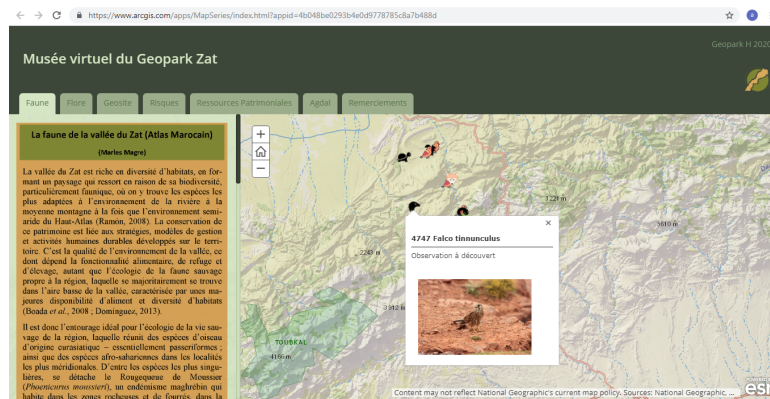 https://www.arcgis.com/apps/MapSeries/index.html?appid=4b048be0293b4e0d9778785c8a7b488d
Geopark H 2020
Musée virtuel du Geopark Zat
Faune
Flore
Geosite
Risques
Ressources Patrimoniales
Agdal
Remerciements
La faune de la vallée du Zat (Atlas Marocain)
(Marles Magre)
La vallée du Zat est riche en diversité d'habitats, en for-
mant un paysage qui ressort en raison de sa biodiversité,
particulièrement faunique, où on y trouve les espèces les
plus adaptées à l'environnement de la rivière à la
moyenne montagne à la fois que l'environnement semi-
aride du Haut-Atlas (Ramón, 2008). La conservation de
ce patrimoine est liée aux stratégies, modèles de gestion
et activités humaines durables développés sur le terri-
toire. C'est la qualité de l'environnement de la vallée, ce
dont dépend la fonctionnalité alimentaire, de refuge et
d'élevage, autant que l'écologie de la faune sauvage
propre à la région, laquelle se majoritairement se trouve
dans l'aire basse de la vallée, caractérisée par unes ma-
jeures disponibilité d'aliment et diversité d'habitats
(Boada et al., 2008 ; Domínguez, 2013).
Il est donc l'entourage idéal pour l'écologie de la vie sau-
vage de la région, laquelle réunit des espèces d'oiseau
d'origine eurasiatique – essentiellement passeriformes ;
ainsi que des espèces afro-sahariennes dans les localités
les plus méridionales. D'entre les espèces les plus singu-
lières, se détache le Rougequeue de Moussier
(Phoenicurus moussieri), un endémisme maghrébin qui
habite dans les zones rocheuses et de fourrés, dans la
+
−
3221 m
3610 m
2243 m
3912 m
TOUBKAL
4166 m
×
4747 Falco tinnunculus
Observation à découvert
Content may not reflect National Geographic's current map policy. Sources: National Geographic, ...
esri